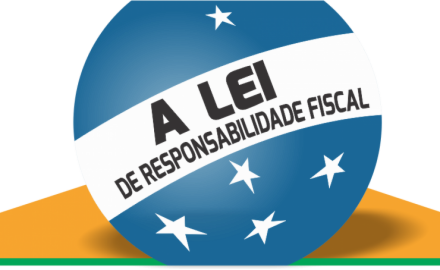 A LEI
DE RESPONSABILIDADE FISCAL